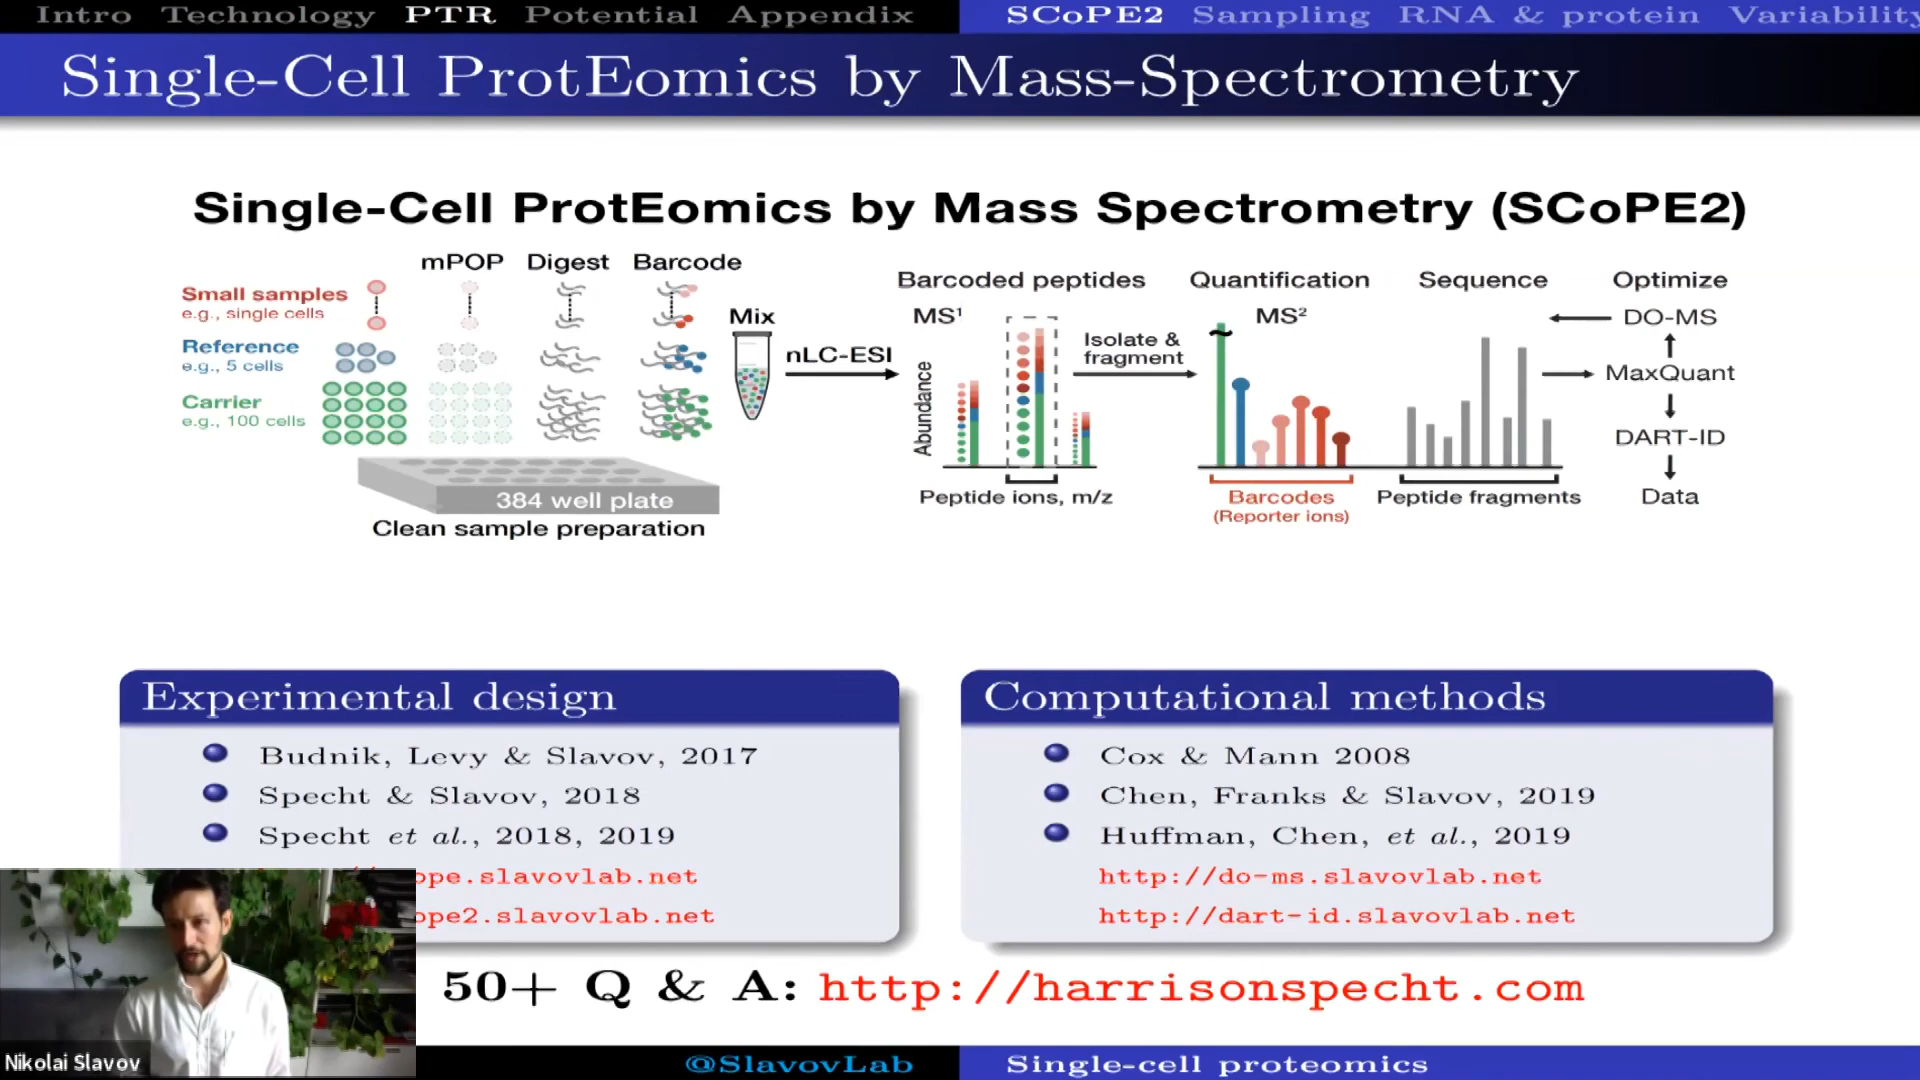 Intro Technology PTR Potential Appendix SCoPE2 Sampling RNA & protein Variability
Single-Cell ProtEomics by Mass-Spectrometry
Single-Cell ProtEomics by Mass Spectrometry (SCoPE2)
mPOP Digest Barcode
Small samples
e.g., single cells
Reference
e.g., 5 cells
Carrier
e.g., 100 cells
384 well plate
Clean sample preparation
Mix
nLC-ESI
Barcoded peptides
MS¹
Abundance
Peptide ions, m/z
Isolate &
fragment
Quantification
MS²
Barcodes
(Reporter ions)
Sequence
Peptide fragments
Optimize
DO-MS
MaxQuant
DART-ID
Data
Experimental design
Budnik, Levy & Slavov, 2017
Specht & Slavov, 2018
Specht et al., 2018, 2019
ope.slavovlab.net
ope2.slavovlab.net
Computational methods
Cox & Mann 2008
Chen, Franks & Slavov, 2019
Huffman, Chen, et al., 2019
http://do-ms.slavovlab.net
http://dart-id.slavovlab.net
50+ Q & A: http://harrisonspecht.com
Nikolai Slavov
@SlavovLab Single-cell proteomics